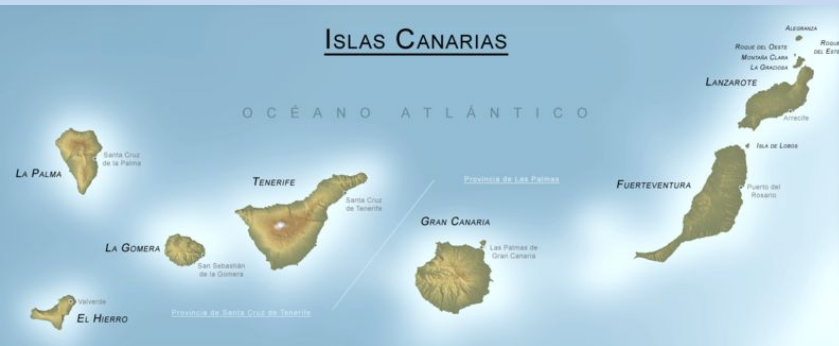 ISLAS CANARIAS
ALEGRANZA
ROQUE DEL OESTE
ROQUE
DEL ESTE
MONTAÑA CLARA
LA GRACIOSA
LANZAROTE
OCÉANO ATLÁNTICO
Arrecife
ISLA DE LOBOS
Santa Cruz
de la Palma
LA PALMA
TENERIFE
Provincia de Las Palmas
FUERTEVENTURA
Puerto del
Rosario
Santa Cruz
de Tenerife
GRAN CANARIA
LA GOMERA
Las Palmas de
Gran Canaria
San Sebastián
de la Gomera
Valverde
EL HIERRO
Provincia de Santa Cruz de Tenerife